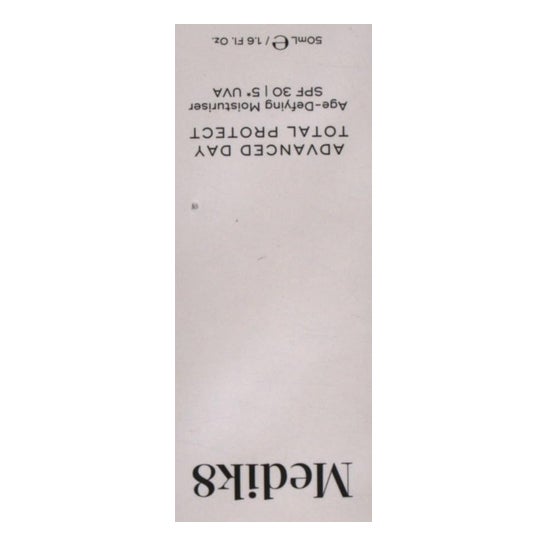 Medik8
ADVANCED DAY
TOTAL PROTECT
Age-Defying Moisturiser
SPF 30 | 5* UVA
50mL ℮ / 1.6 Fl. Oz.